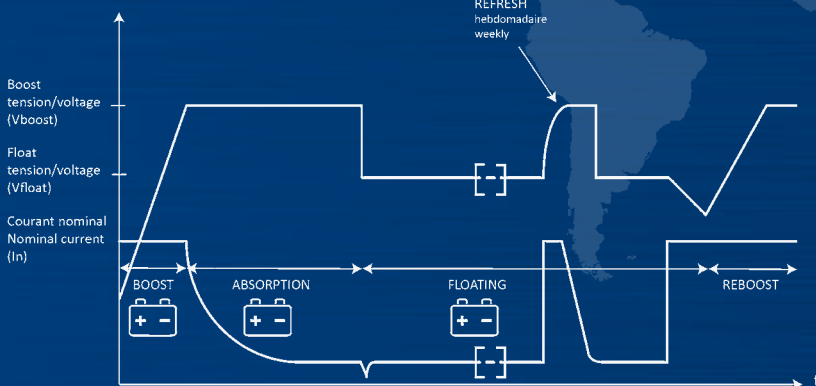 REFRESH
hebdomadaire
weekly
Boost
tension/voltage
(Vboost)
Float
tension/voltage
(Vfloat)
Courant nominal
Nominal current
(In)
BOOST
ABSORPTION
FLOATING
REBOOST